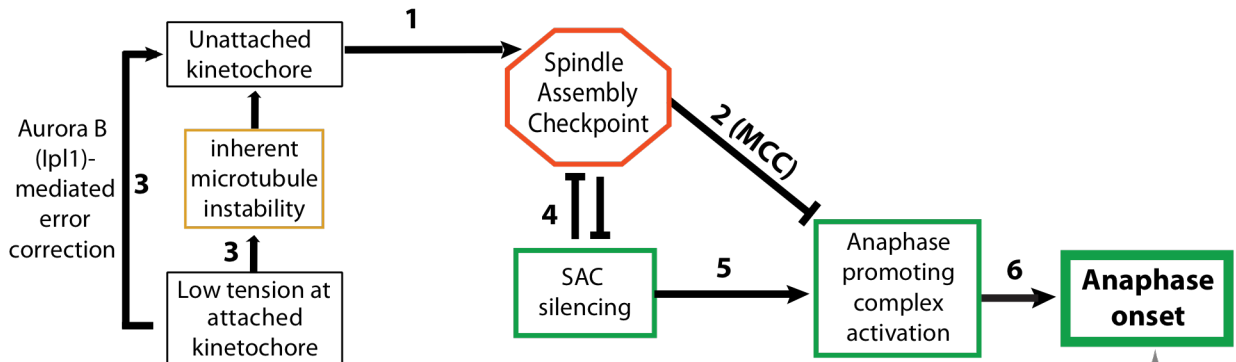 1
Unattached
kinetochore
Spindle
Assembly
Checkpoint
2 (MCC)
Aurora B
(Ipl1)-
mediated
error
correction
3
inherent
microtubule
instability
3
4
Low tension at
attached
kinetochore
SAC
silencing
5
Anaphase
promoting
complex
activation
6
Anaphase
onset